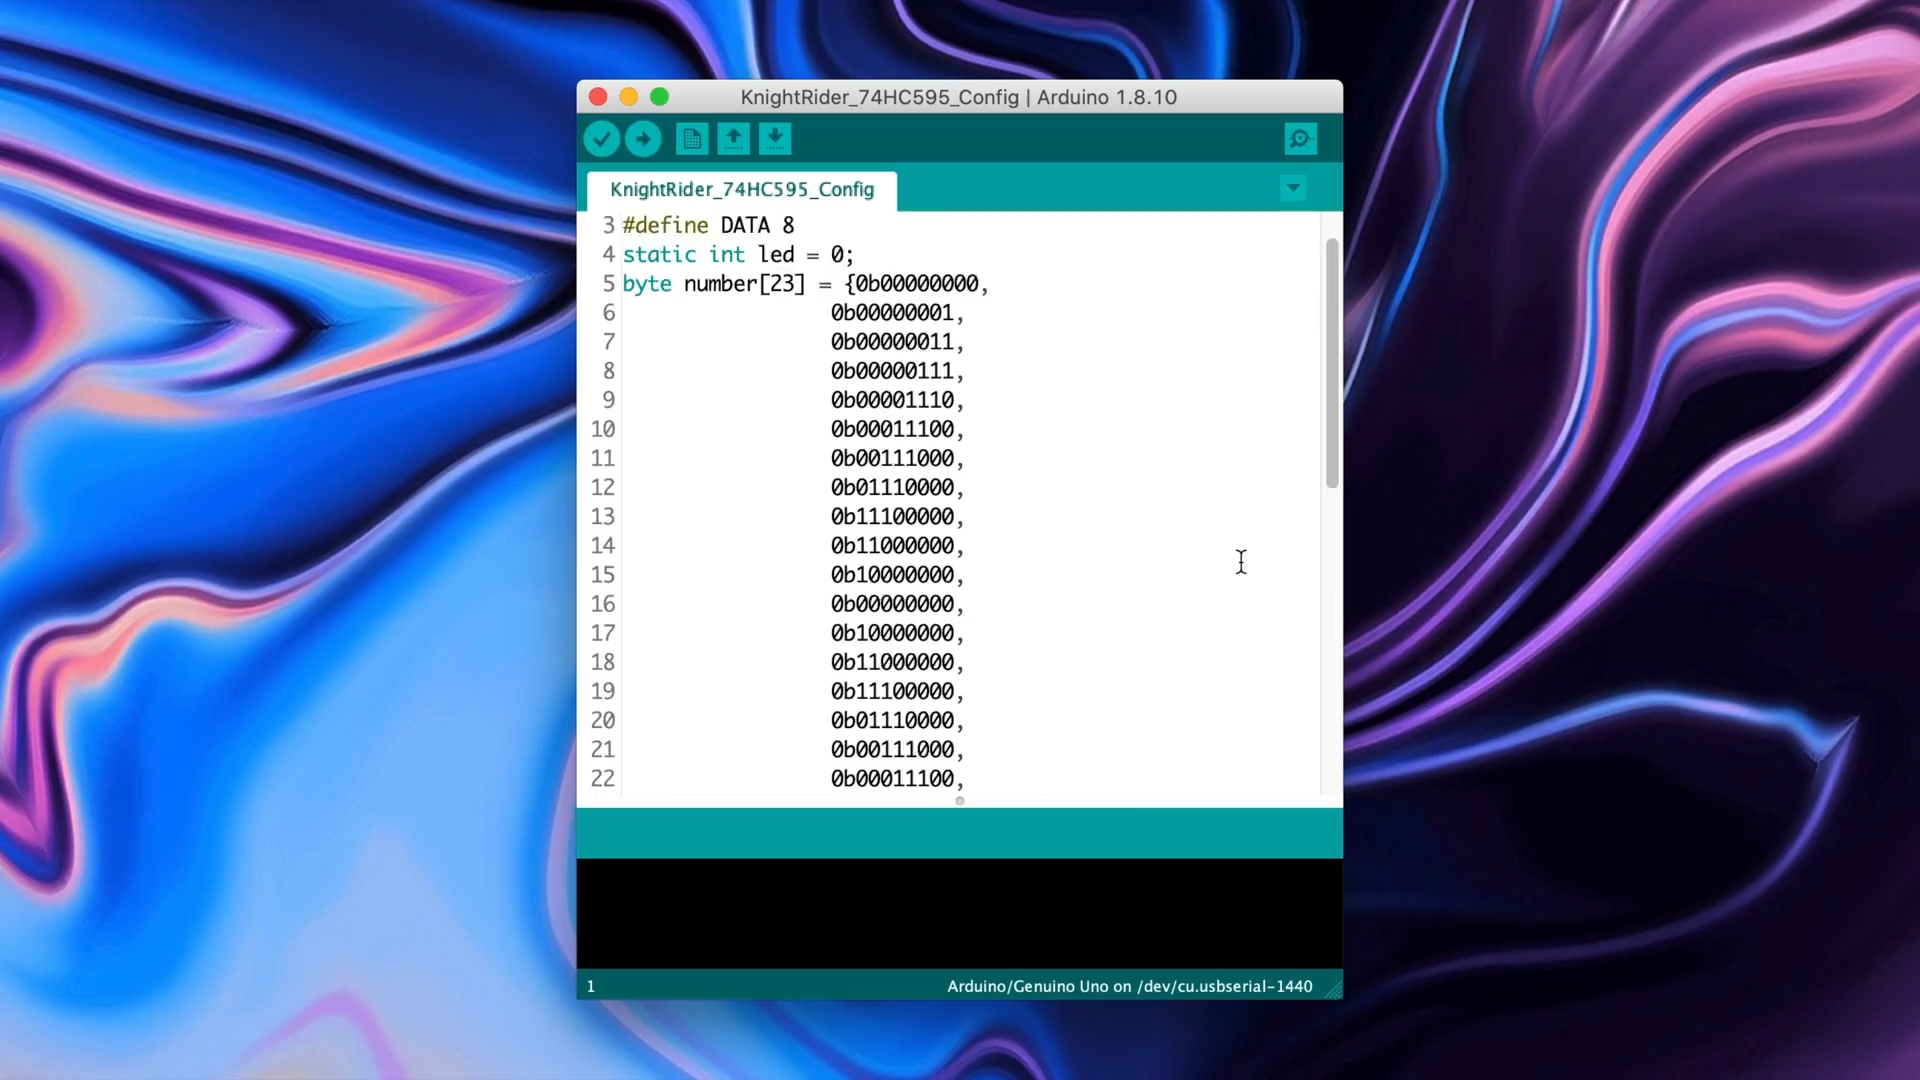 KnightRider_74HC595_Config | Arduino 1.8.10
KnightRider_74HC595_Config
3 #define DATA 8
4 static int led = 0;
5 byte number[23] = {0b00000000,
6 0b00000001,
7 0b00000011,
8 0b00000111,
9 0b00001110,
10 0b00011100,
11 0b00111000,
12 0b01110000,
13 0b11100000,
14 0b11000000,
15 0b10000000,
16 0b00000000,
17 0b10000000,
18 0b11000000,
19 0b11100000,
20 0b01110000,
21 0b00111000,
22 0b00011100,
1 Arduino/Genuino Uno on /dev/cu.usbserial-1440